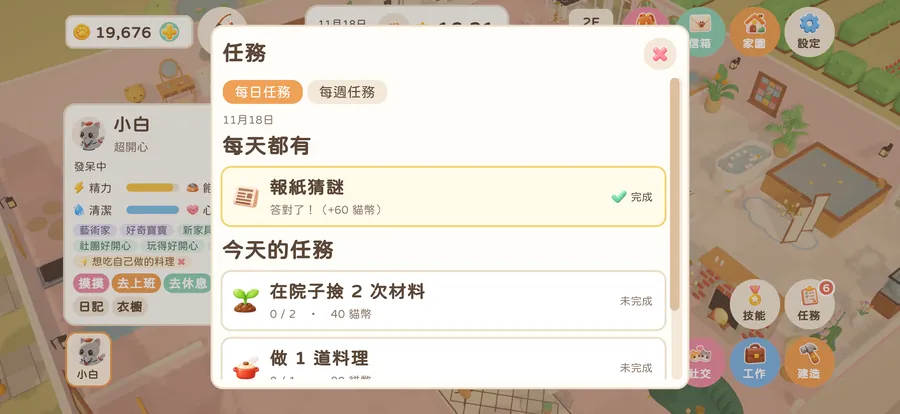 19,676
11月18日
2F
信箱
家園
設定
任務
每日任務
每週任務
11月18日
每天都有
報紙猜謎
答對了！（+60 貓幣）
完成
今天的任務
在院子撿 2 次材料
0 / 2 · 40 貓幣
未完成
做 1 道料理
未完成
小白
超開心
發呆中
精力
清潔
藝術家
好奇寶寶
社團好開心
玩得好開心
想吃自己做的料理
摸摸
去上班
去休息
日記
衣櫥
小白
技能
任務
6
社交
工作
建造